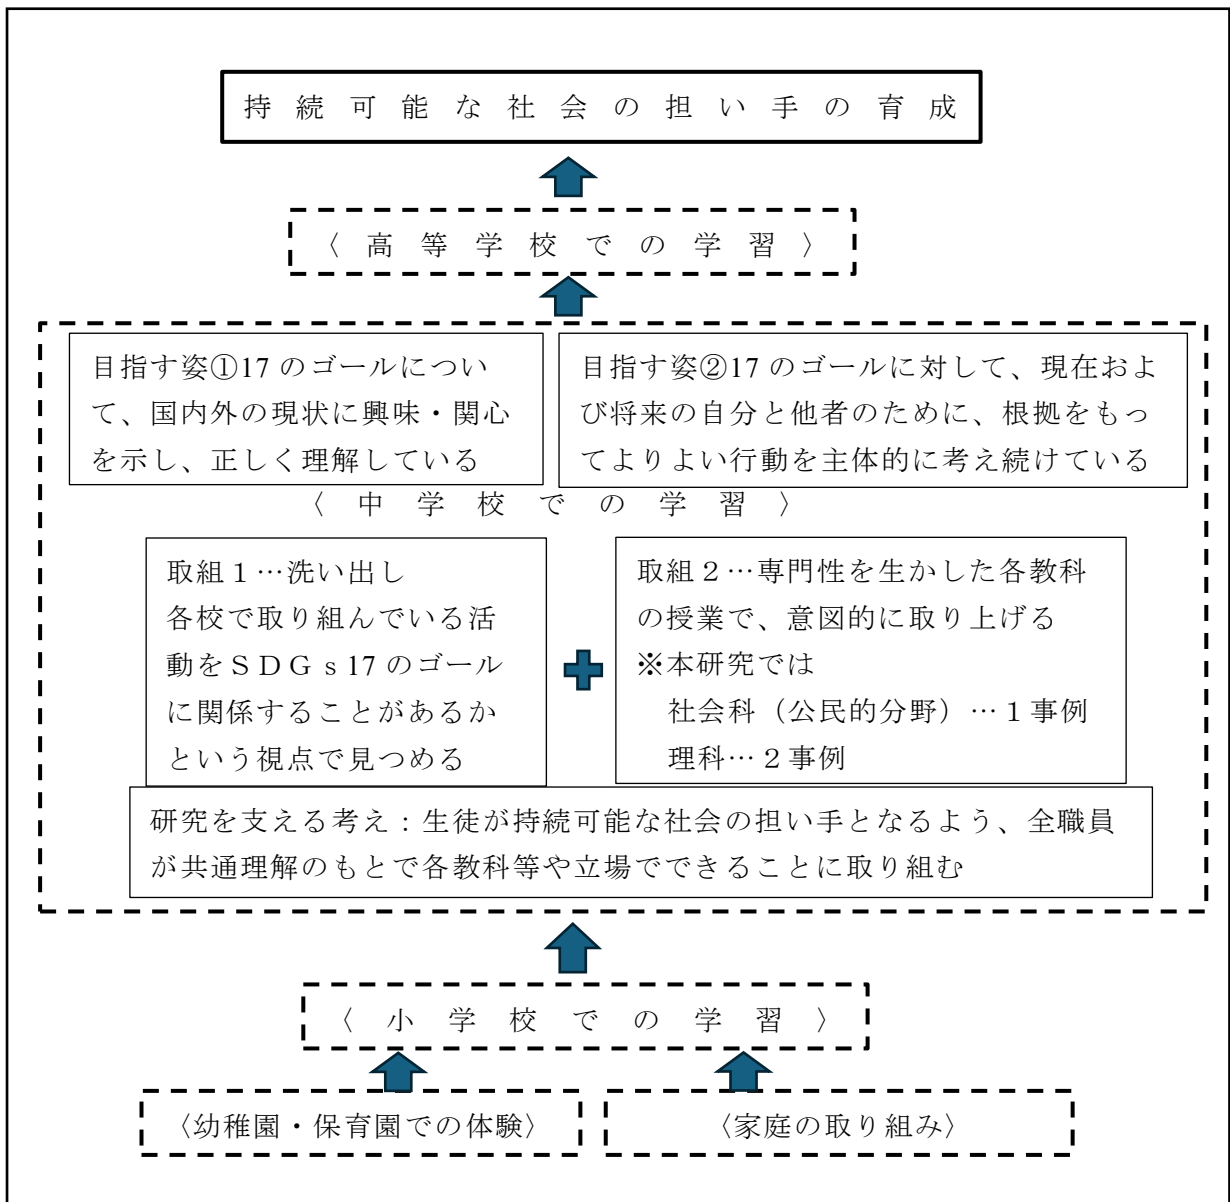 持続可能な社会の担い手の育成
〈高等学校での学習〉
目指す姿①17のゴールについ
て、国内外の現状に興味・関心
を示し、正しく理解している
目指す姿②17のゴールに対して、現在およ
び将来の自分と他者のために、根拠をもっ
てよりよい行動を主体的に考え続けている
〈中学校での学習〉
取組１…洗い出し
各校で取り組んでいる活
動をＳＤＧｓ17のゴール
に関係することがあるか
という視点で見つめる
取組２…専門性を生かした各教科
の授業で、意図的に取り上げる
※本研究では
社会科（公民的分野）…１事例
理科…２事例
研究を支える考え：生徒が持続可能な社会の担い手となるよう、全職員
が共通理解のもとで各教科等や立場でできることに取り組む
〈小学校での学習〉
〈幼稚園・保育園での体験〉
〈家庭の取り組み〉